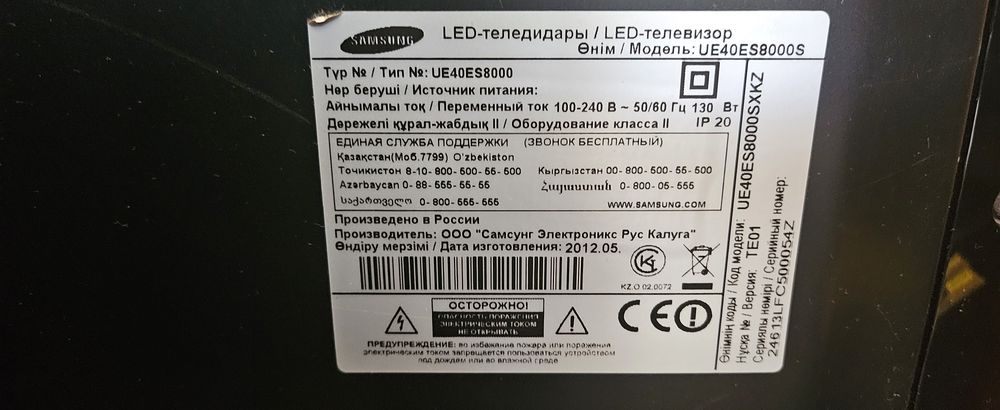 SAMSUNG
LED-теледидары / LED-телевизор
Өнім / Модель: UE40ES8000S
Түр № / Тип №: UE40ES8000
Нәр беруші / Источник питания:
Айнымалы тоқ / Переменный ток 100-240 В ~ 50/60 Гц 130 Вт
Дәрежелі құрал-жабдық II / Оборудование класса II IP 20
ЕДИНАЯ СЛУЖБА ПОДДЕРЖКИ (ЗВОНОК БЕСПЛАТНЫЙ)
Қазақстан(Моб.7799) O'zbekiston
Точикистон 8-10-800-500-55-500 Кыргызстан 00-800-500-55-500
Azərbaycan 0-88-555-55-55 Հայաստան 0-800-05-555
საქართველო 0-800-555-555 WWW.SAMSUNG.COM
Произведено в России
Производитель: ООО "Самсунг Электроникс Рус Калуга"
Өндіру мерзімі / Дата изготовления: 2012.05.
KZ.O.02.0072
ОСТОРОЖНО!
ОПАСНОСТЬ ПОРАЖЕНИЯ
ЭЛЕКТРИЧЕСКИМ ТОКОМ
НЕ ОТКРЫВАТЬ
CE
ПРЕДУПРЕЖДЕНИЕ: во избежание пожара или поражения
электрическим током запрещается пользоваться устройством
под дождем или во влажной среде
Өнімнің коды / Код модели: UE40ES8000SXKZ
Нұсқа № / Версия: TE01
Сериялы нөмірі / Серийный номер:
24613LFC500054Z